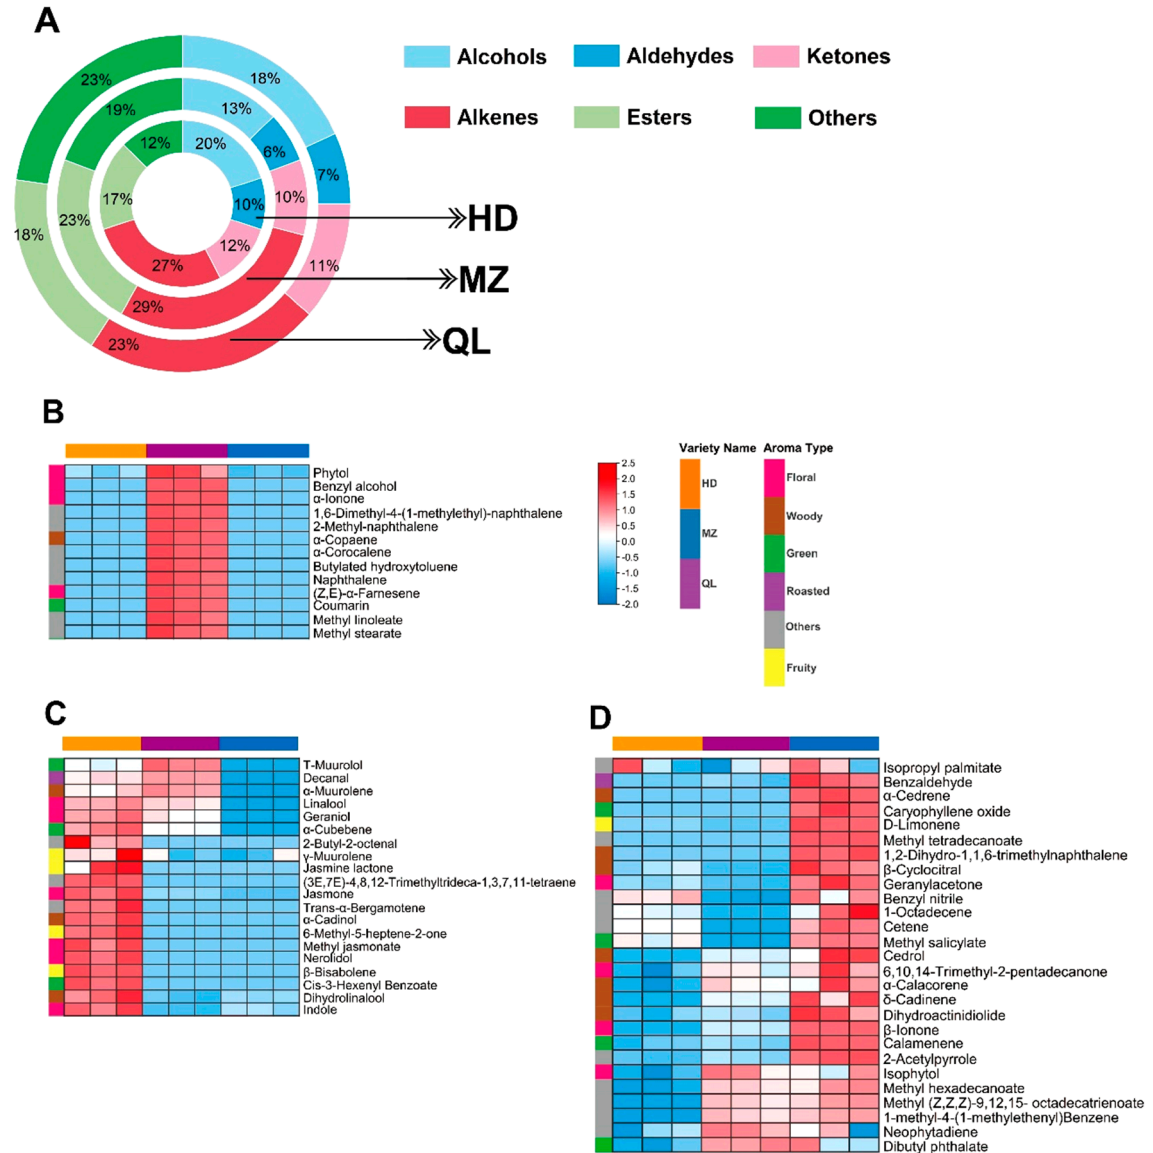 A
Alcohols
Aldehydes
Ketones
Alkenes
Esters
Others
23%
18%
19%
13%
12%
20%
6%
7%
17%
10%
10%
23%
18%
12%
27%
11%
29%
23%
HD
MZ
QL
B
Phytol
Benzyl alcohol
α-Ionone
1,6-Dimethyl-4-(1-methylethyl)-naphthalene
2-Methyl-naphthalene
α-Copaene
α-Corocalene
Butylated hydroxytoluene
Naphthalene
(Z,E)-α-Farnesene
Coumarin
Methyl linoleate
Methyl stearate
2.5
2.0
1.5
1.0
0.5
0.0
-0.5
-1.0
-1.5
-2.0
Variety Name
HD
MZ
QL
Aroma Type
Floral
Woody
Green
Roasted
Others
Fruity
C
T-Muurolol
Decanal
α-Muurolene
Linalool
Geraniol
α-Cubebene
2-Butyl-2-octenal
γ-Muurolene
Jasmine lactone
(3E,7E)-4,8,12-Trimethyltrideca-1,3,7,11-tetraene
Jasmone
Trans-α-Bergamotene
α-Cadinol
6-Methyl-5-heptene-2-one
Methyl jasmonate
Nerolidol
β-Bisabolene
Cis-3-Hexenyl Benzoate
Dihydrolinalool
Indole
D
Isopropyl palmitate
Benzaldehyde
α-Cedrene
Caryophyllene oxide
D-Limonene
Methyl tetradecanoate
1,2-Dihydro-1,1,6-trimethylnaphthalene
β-Cyclocitral
Geranylacetone
Benzyl nitrile
1-Octadecene
Cetene
Methyl salicylate
Cedrol
6,10,14-Trimethyl-2-pentadecanone
α-Calacorene
δ-Cadinene
Dihydroactinidiolide
β-Ionone
Calamenene
2-Acetylpyrrole
Isophytol
Methyl hexadecanoate
Methyl (Z,Z,Z)-9,12,15- octadecatrienoate
1-methyl-4-(1-methylethenyl)Benzene
Neophytadiene
Dibutyl phthalate